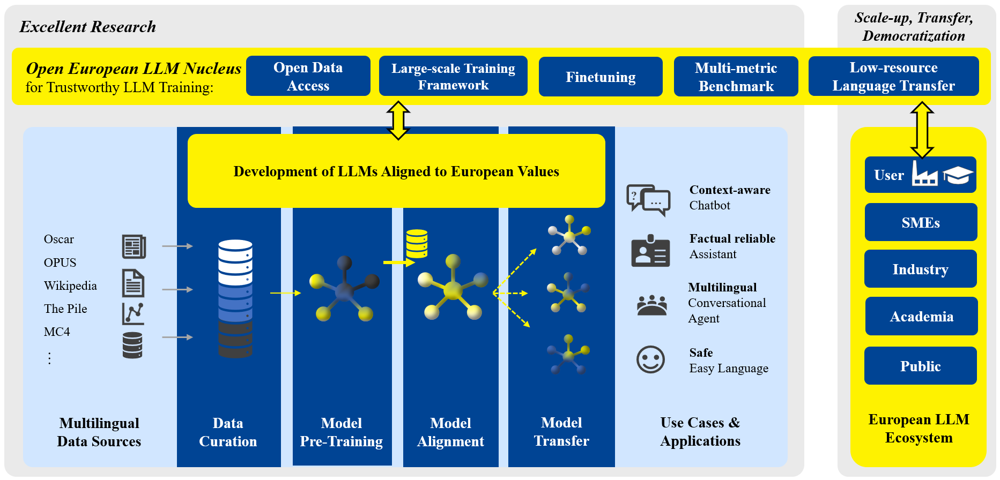 Excellent Research
Scale-up, Transfer,
Democratization
Open European LLM Nucleus
for Trustworthy LLM Training:
Open Data
Access
Large-scale Training
Framework
Finetuning
Multi-metric
Benchmark
Low-resource
Language Transfer
Development of LLMs Aligned to European Values
Oscar
OPUS
Wikipedia
The Pile
MC4
⋮
Multilingual
Data Sources
Data
Curation
Model
Pre-Training
Model
Alignment
Model
Transfer
? ...
Context-aware
Chatbot
Factual reliable
Assistant
Multilingual
Conversational
Agent
Safe
Easy Language
Use Cases &
Applications
User
SMEs
Industry
Academia
Public
European LLM
Ecosystem